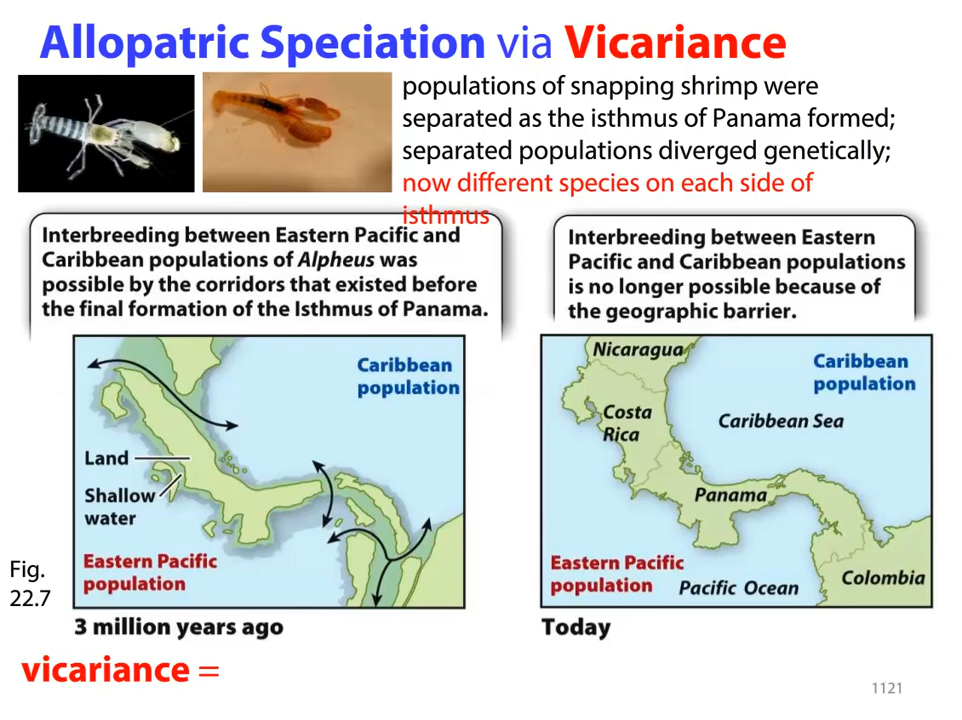 Allopatric Speciation via Vicariance
populations of snapping shrimp were
separated as the isthmus of Panama formed;
separated populations diverged genetically;
now different species on each side of
isthmus
Interbreeding between Eastern Pacific and
Caribbean populations of Alpheus was
possible by the corridors that existed before
the final formation of the Isthmus of Panama.
Interbreeding between Eastern
Pacific and Caribbean populations
is no longer possible because of
the geographic barrier.
Caribbean
population
Land
Shallow
water
Eastern Pacific
population
Fig.
22.7
3 million years ago
Nicaragua
Caribbean
population
Costa
Rica
Caribbean Sea
Panama
Eastern Pacific
population
Pacific Ocean
Colombia
Today
vicariance =
1121